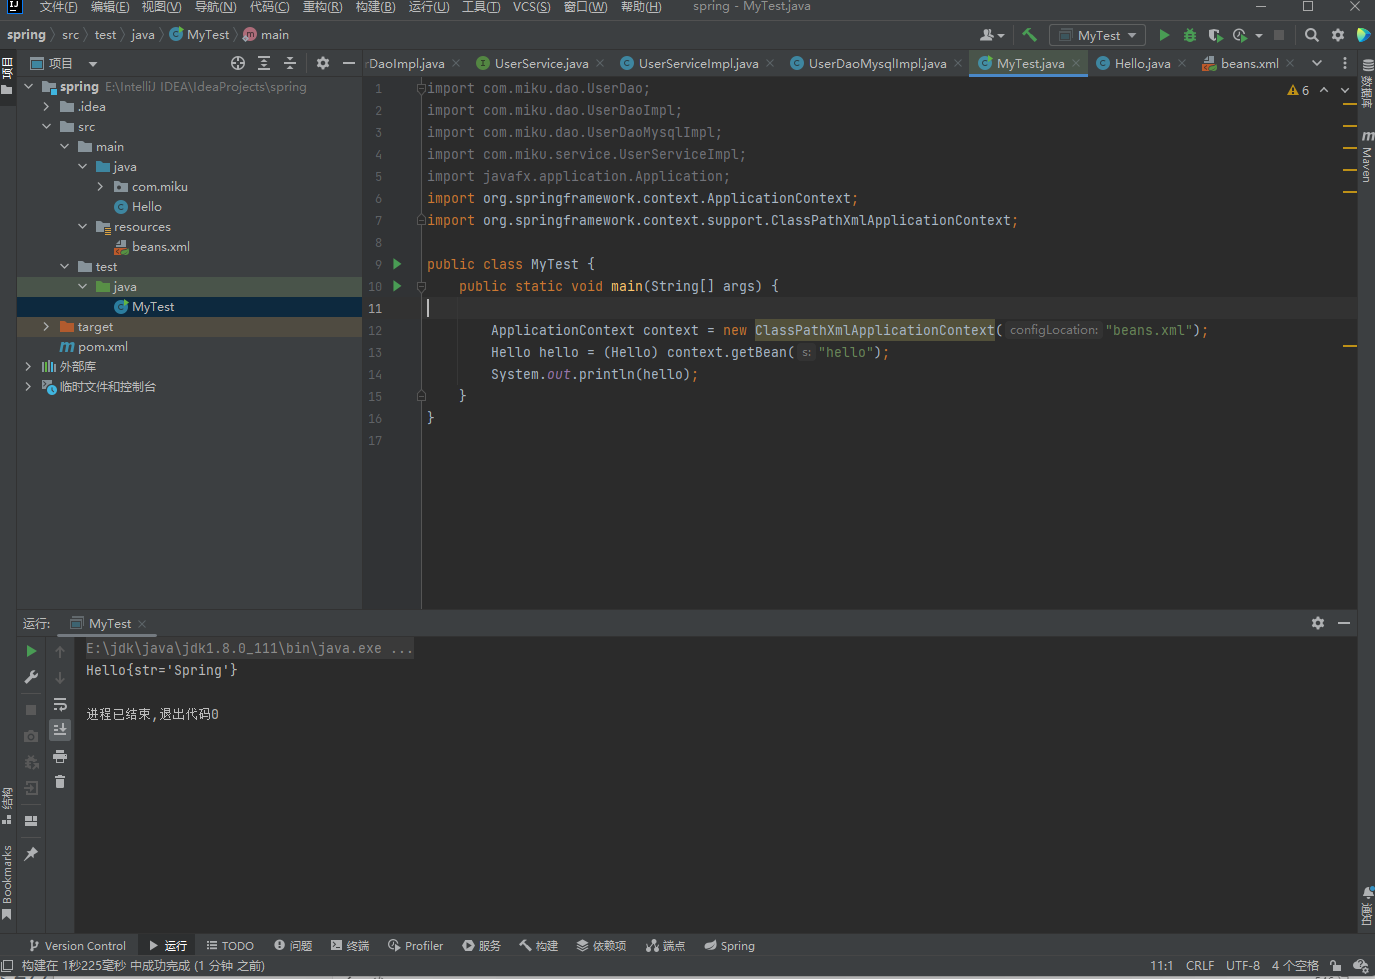 文件(F) 编辑(E) 视图(V) 导航(N) 代码(C) 重构(R) 构建(B) 运行(U) 工具(T) VCS(S) 窗口(W) 帮助(H) spring - MyTest.java
spring src test java MyTest main
MyTest
项目
项目
DaoImpl.java UserService.java UserServiceImpl.java UserDaoMysqlImpl.java MyTest.java Hello.java beans.xml
spring E:\IntelliJ IDEA\IdeaProjects\spring
.idea
src
main
java
com.miku
Hello
resources
beans.xml
test
java
MyTest
target
pom.xml
外部库
临时文件和控制台
6
1 import com.miku.dao.UserDao;
2 import com.miku.dao.UserDaoImpl;
3 import com.miku.dao.UserDaoMysqlImpl;
4 import com.miku.service.UserServiceImpl;
5 import javafx.application.Application;
6 import org.springframework.context.ApplicationContext;
7 import org.springframework.context.support.ClassPathXmlApplicationContext;
8
9 public class MyTest {
10 public static void main(String[] args) {
11
12 ApplicationContext context = new ClassPathXmlApplicationContext( configLocation: "beans.xml");
13 Hello hello = (Hello) context.getBean( s: "hello");
14 System.out.println(hello);
15 }
16 }
17
数据库
Maven
通知
运行: MyTest
E:\jdk\java\jdk1.8.0_111\bin\java.exe ...
Hello{str='Spring'}
进程已结束,退出代码0
结构
Bookmarks
Version Control 运行 TODO 问题 终端 Profiler 服务 构建 依赖项 端点 Spring
构建在 1秒225毫秒 中成功完成 (1 分钟 之前) 11:1 CRLF UTF-8 4 个空格